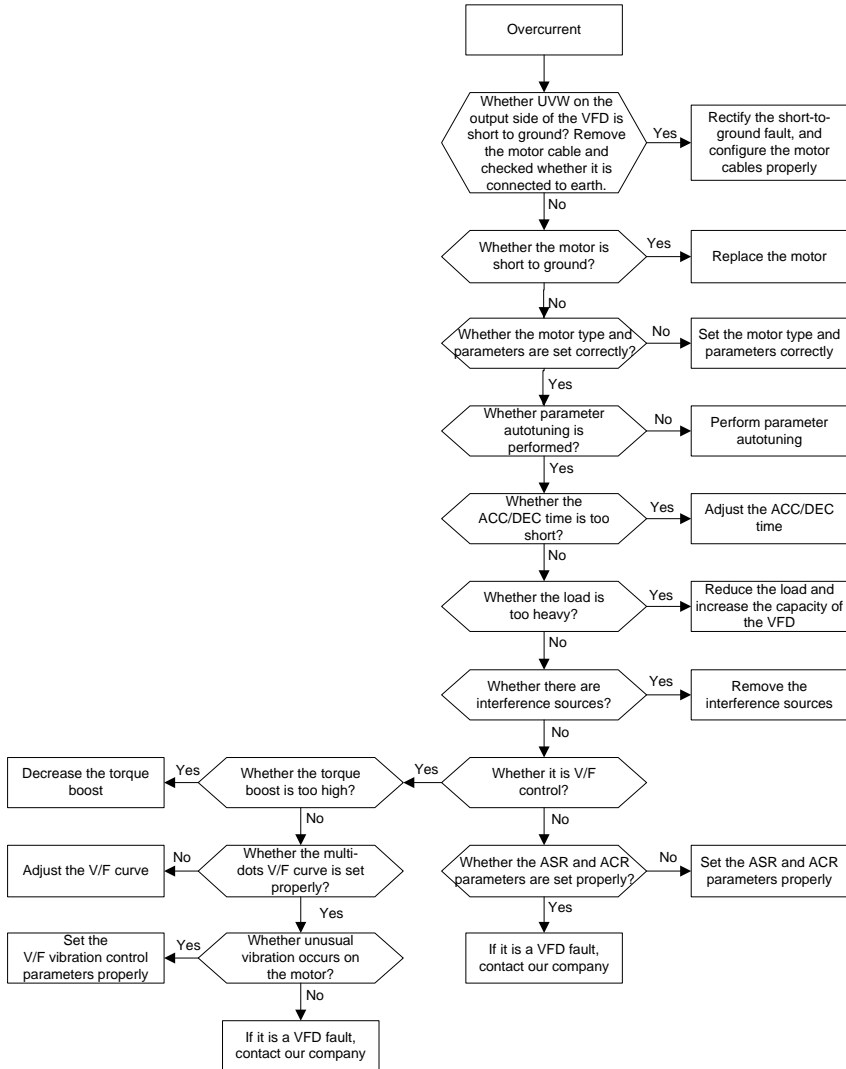 Overcurrent
Whether UVW on the
output side of the VFD is
short to ground? Remove
the motor cable and
checked whether it is
connected to earth.
Yes
Rectify the short-to-
ground fault, and
configure the motor
cables properly
No
Whether the motor is
short to ground?
Yes
Replace the motor
No
Whether the motor type and
parameters are set correctly?
No
Set the motor type and
parameters correctly
Yes
Whether parameter
autotuning is
performed?
No
Perform parameter
autotuning
Yes
Whether the
ACC/DEC time is too
short?
Yes
Adjust the ACC/DEC
time
No
Whether the load is
too heavy?
Yes
Reduce the load and
increase the capacity of
the VFD
No
Whether there are
interference sources?
Yes
Remove the
interference sources
No
Whether it is V/F
control?
Yes
Whether the torque
boost is too high?
Yes
Decrease the torque
boost
No
Whether the multi-
dots V/F curve is set
properly?
No
Adjust the V/F curve
Yes
Whether unusual
vibration occurs on
the motor?
Yes
Set the
V/F vibration control
parameters properly
No
If it is a VFD fault,
contact our company
No
Whether the ASR and ACR
parameters are set properly?
No
Set the ASR and ACR
parameters properly
Yes
If it is a VFD fault,
contact our company